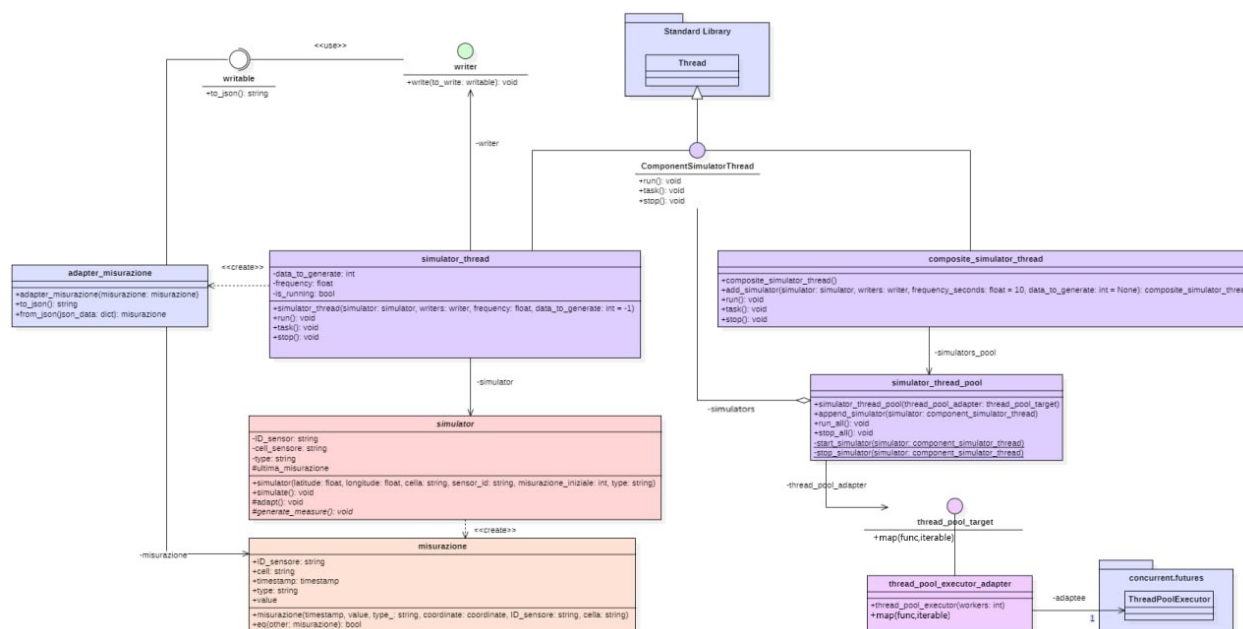 Standard Library
Thread
<<use>>
writable
+to_json(): string
writer
+write(to_write: writable): void
-writer
ComponentSimulatorThread
+run(): void
+task(): void
+stop(): void
adapter_misurazione
+adapter_misurazione(misurazione: misurazione)
+to_json(): string
+from_json(json_data: dict): misurazione
<<create>>
simulator_thread
-data_to_generate: int
-frequency: float
-is_running: bool
+simulator_thread(simulator: simulator, writers: writer, frequency: float, data_to_generate: int = -1)
+run(): void
+task(): void
+stop(): void
composite_simulator_thread
+composite_simulator_thread()
+add_simulator(simulator: simulator, writers: writer, frequency_seconds: float = 10, data_to_generate: int = None): composite_simulator_threa
+run(): void
+task(): void
+stop(): void
-simulator
-simulators_pool
simulator_thread_pool
+simulator_thread_pool(thread_pool_adapter: thread_pool_target)
+append_simulator(simulator: component_simulator_thread)
+run_all(): void
+stop_all(): void
-start_simulator(simulator: component_simulator_thread)
-stop_simulator(simulator: component_simulator_thread)
-simulators
simulator
-ID_sensor: string
-cell_sensore: string
-type: string
#ultima_misurazione
+simulator(latitude: float, longitude: float, cella: string, sensor_id: string, misurazione_iniziale: int, type: string)
+simulate(): void
#adapt(): void
#generate_measure(): void
<<create>>
-thread_pool_adapter
thread_pool_target
+map(func,iterable)
-misurazione
misurazione
+ID_sensore: string
+cell: string
+timestamp: timestamp
+type: string
+value
+misurazione(timestamp, value, type_: string, coordinate: coordinate, ID_sensore: string, cella: string)
+eq(other: misurazione): bool
thread_pool_executor_adapter
+thread_pool_executor(workers: int)
+map(func,iterable)
-adaptee
1
concurrent.futures
ThreadPoolExecutor